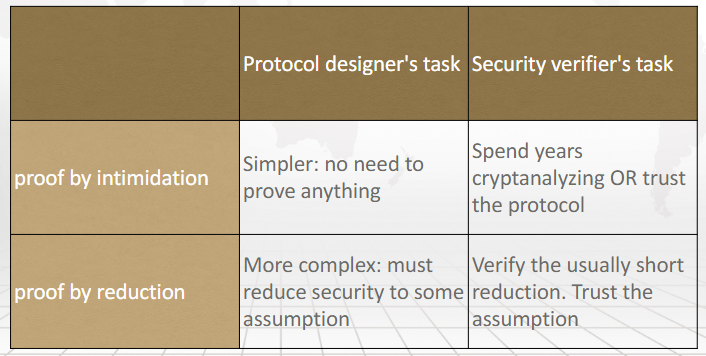 Protocol designer's task Security verifier's task
proof by intimidation
Simpler: no need to
prove anything
Spend years
cryptanalyzing OR trust
the protocol
proof by reduction
More complex: must
reduce security to some
assumption
Verify the usually short
reduction. Trust the
assumption